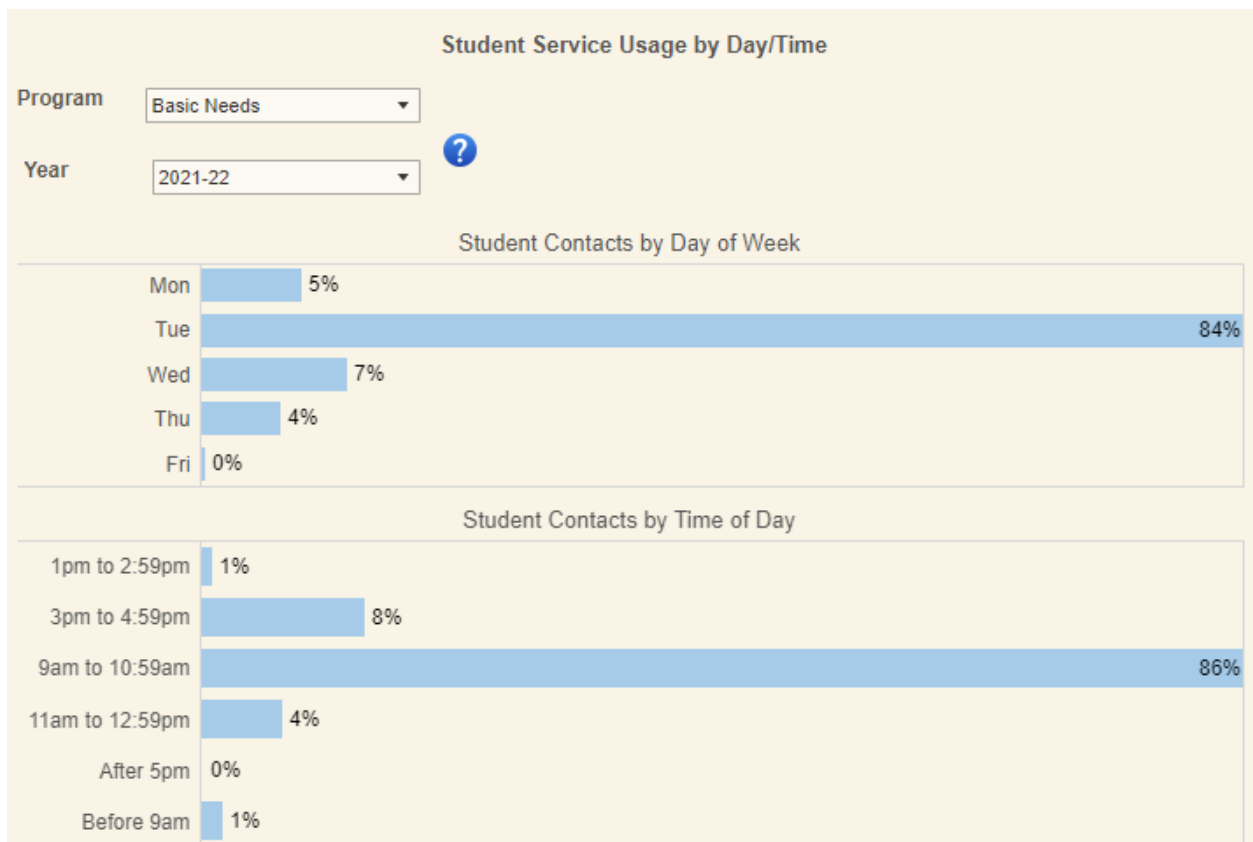 Student Service Usage by Day/Time
Program
Basic Needs
?
Year
2021-22
Student Contacts by Day of Week
Mon 5%
Tue 84%
Wed 7%
Thu 4%
Fri 0%
Student Contacts by Time of Day
1pm to 2:59pm 1%
3pm to 4:59pm 8%
9am to 10:59am 86%
11am to 12:59pm 4%
After 5pm 0%
Before 9am 1%